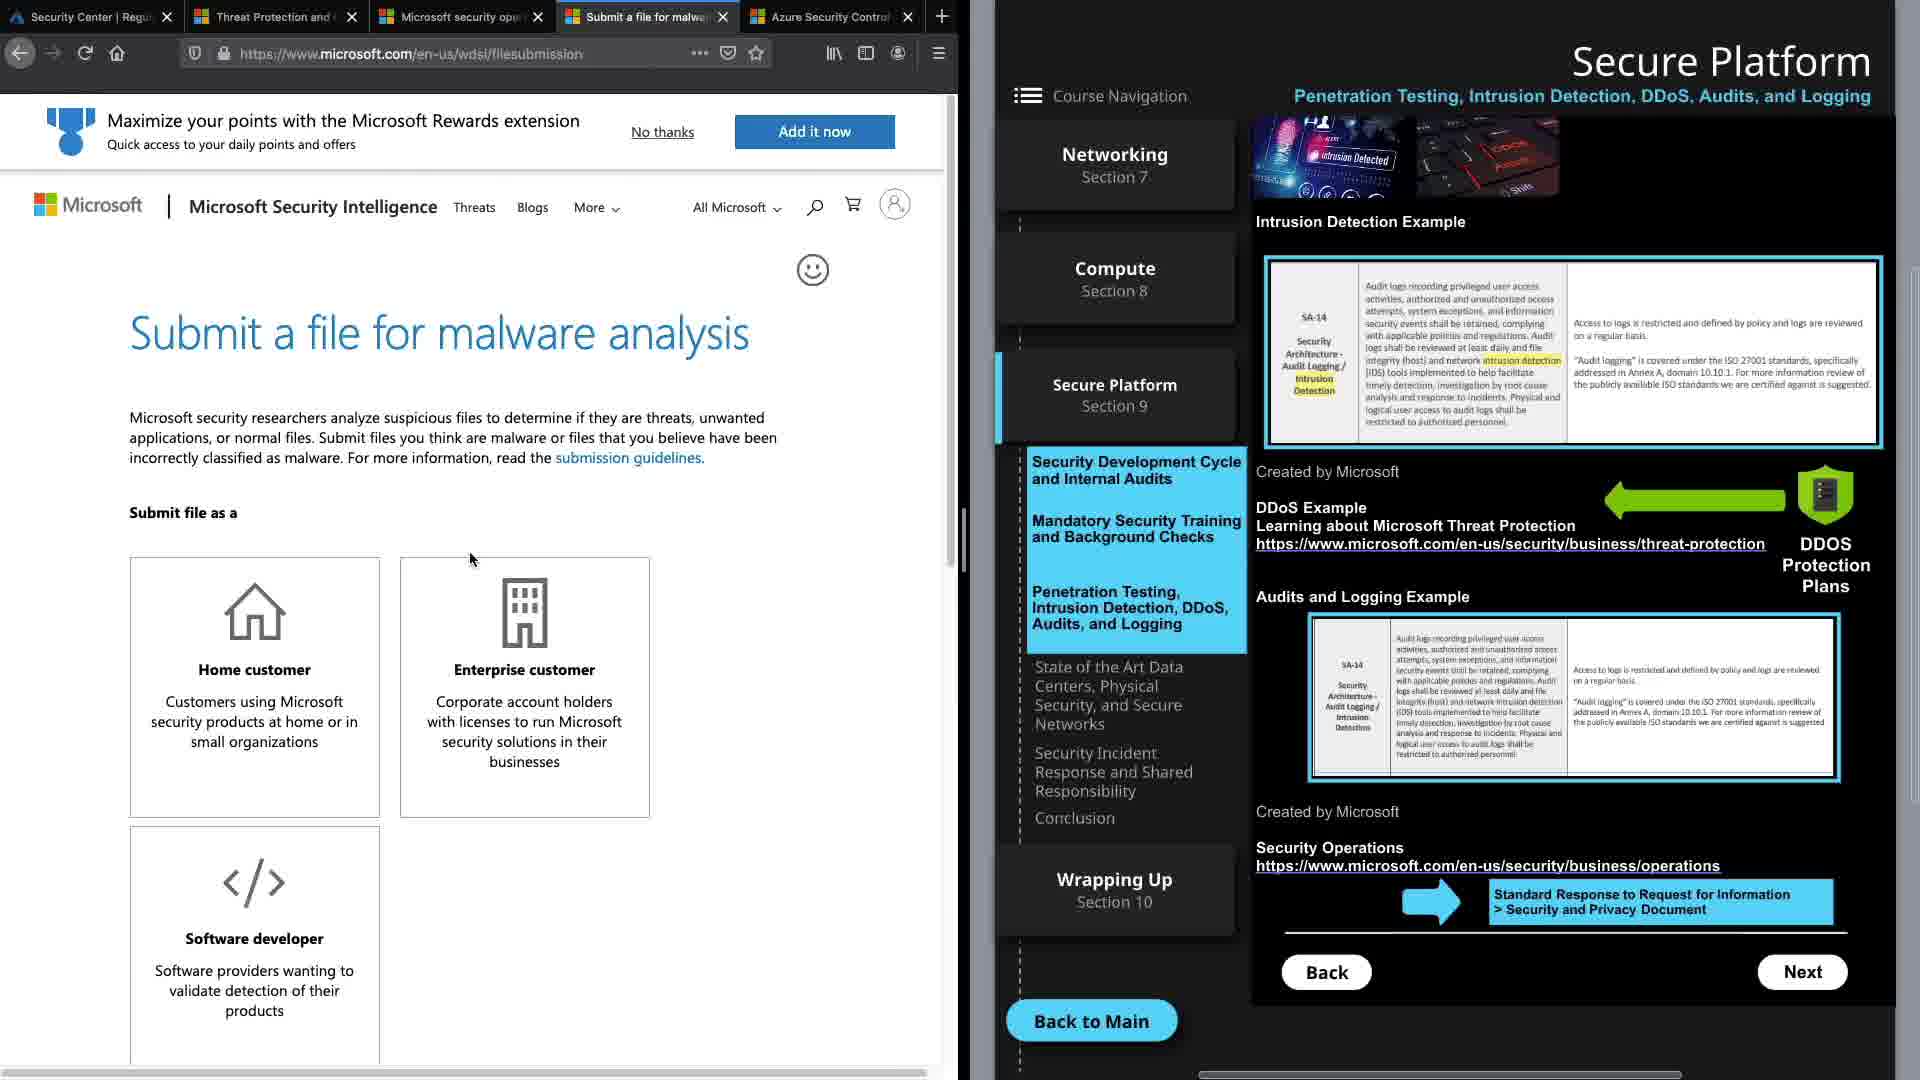 Security Center | Regu
Threat Protection and
Microsoft security ope
Submit a file for malwa
Azure Security Control
https://www.microsoft.com/en-us/wdsi/filesubmission
Maximize your points with the Microsoft Rewards extension
Quick access to your daily points and offers
No thanks
Add it now
Microsoft
Microsoft Security Intelligence
Threats
Blogs
More
All Microsoft
Submit a file for malware analysis
Microsoft security researchers analyze suspicious files to determine if they are threats, unwanted
applications, or normal files. Submit files you think are malware or files that you believe have been
incorrectly classified as malware. For more information, read the submission guidelines.
Submit file as a
Home customer
Customers using Microsoft
security products at home or in
small organizations
Enterprise customer
Corporate account holders
with licenses to run Microsoft
security solutions in their
businesses
Software developer
Software providers wanting to
validate detection of their
products
Secure Platform
Penetration Testing, Intrusion Detection, DDoS, Audits, and Logging
Course Navigation
Networking
Section 7
Compute
Section 8
Secure Platform
Section 9
Security Development Cycle
and Internal Audits
Mandatory Security Training
and Background Checks
Penetration Testing,
Intrusion Detection, DDoS,
Audits, and Logging
State of the Art Data
Centers, Physical
Security, and Secure
Networks
Security Incident
Response and Shared
Responsibility
Conclusion
Wrapping Up
Section 10
Back to Main
Intrusion Detected
DDOS
Shift
Intrusion Detection Example
SA-14
Security
Architecture -
Audit Logging /
Intrusion
Detection
Audit logs recording privileged user access
activities, authorized and unauthorized access
attempts, system exceptions, and information
security events shall be retained, complying
with applicable policies and regulations. Audit
logs shall be reviewed at least daily and file
integrity (host) and network intrusion detection
(IDS) tools implemented to help facilitate
timely detection, investigation by root cause
analysis and response to incidents. Physical and
logical user access to audit logs shall be
restricted to authorized personnel.
Access to logs is restricted and defined by policy and logs are reviewed
on a regular basis.
"Audit logging" is covered under the ISO 27001 standards, specifically
addressed in Annex A, domain 10.10.1. For more information review of
the publicly available ISO standards we are certified against is suggested.
Created by Microsoft
DDoS Example
Learning about Microsoft Threat Protection
https://www.microsoft.com/en-us/security/business/threat-protection
DDOS
Protection
Plans
Audits and Logging Example
SA-14
Security
Architecture -
Audit Logging /
Intrusion
Detection
Audit logs recording privileged user access
activities, authorized and unauthorized access
attempts, system exceptions, and information
security events shall be retained, complying
with applicable policies and regulations. Audit
logs shall be reviewed at least daily and file
integrity (host) and network intrusion detection
(IDS) tools implemented to help facilitate
timely detection, investigation by root cause
analysis and response to incidents. Physical and
logical user access to audit logs shall be
restricted to authorized personnel.
Access to logs is restricted and defined by policy and logs are reviewed
on a regular basis.
"Audit logging" is covered under the ISO 27001 standards, specifically
addressed in Annex A, domain 10.10.1. For more information review of
the publicly available ISO standards we are certified against is suggested
Created by Microsoft
Security Operations
https://www.microsoft.com/en-us/security/business/operations
Standard Response to Request for Information
> Security and Privacy Document
Back
Next